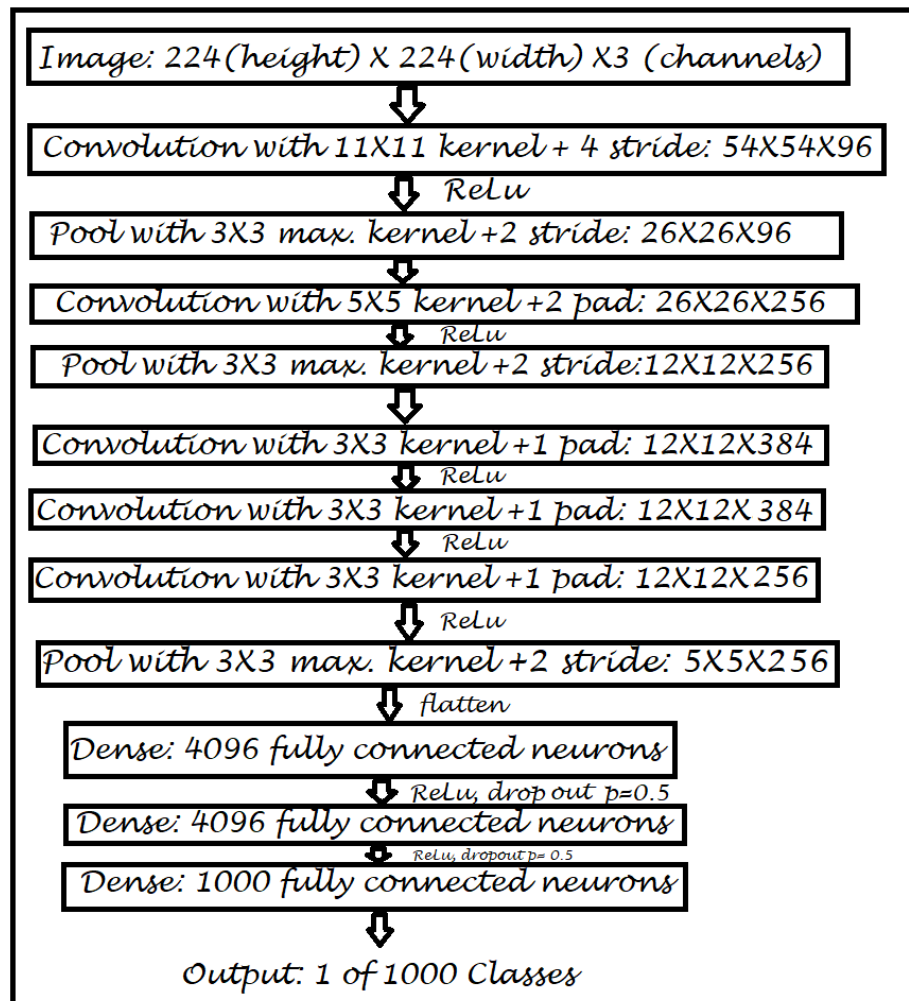 Image: 224(height) X 224(width) X3 (channels)
Convolution with 11X11 kernel + 4 stride: 54X54X96
ReLu
Pool with 3X3 max. kernel +2 stride: 26X26X96
Convolution with 5X5 kernel +2 pad: 26X26X256
ReLu
Pool with 3X3 max. kernel +2 stride:12X12X256
Convolution with 3X3 kernel +1 pad: 12X12X384
ReLu
Convolution with 3X3 kernel +1 pad: 12X12X384
ReLu
Convolution with 3X3 kernel +1 pad: 12X12X256
ReLu
Pool with 3X3 max. kernel +2 stride: 5X5X256
flatten
Dense: 4096 fully connected neurons
ReLu, drop out p=0.5
Dense: 4096 fully connected neurons
ReLu, dropout p= 0.5
Dense: 1000 fully connected neurons
Output: 1 of 1000 Classes